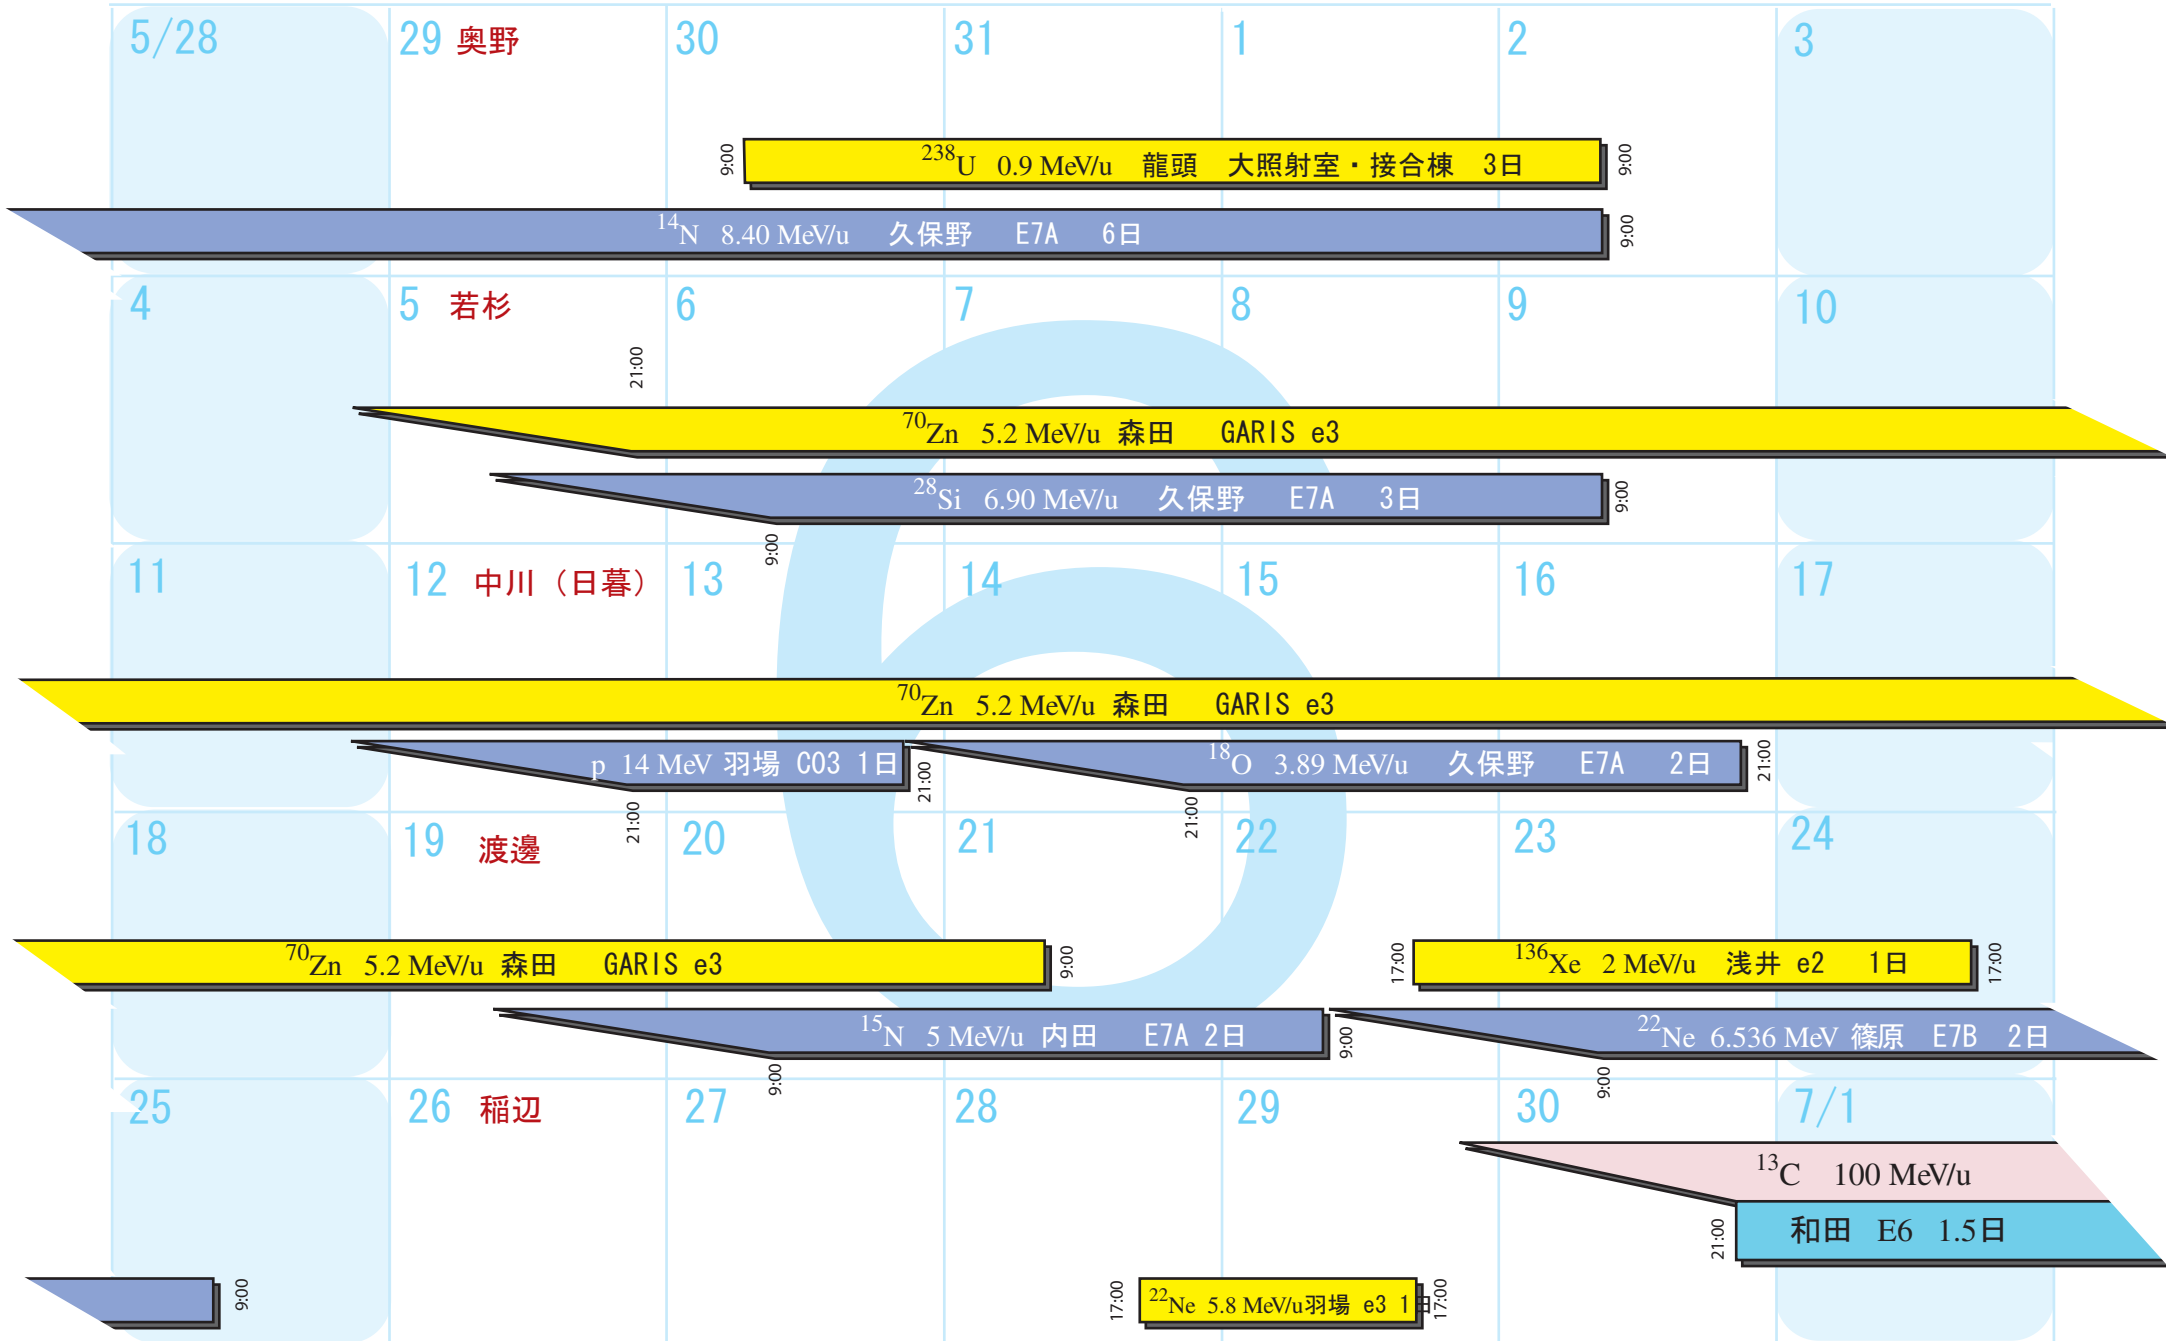 5/28 29 奥野 30 31 1 2 3
9:00 238U 0.9 MeV/u 龍頭 大照射室・接合棟 3日 9:00
14N 8.40 MeV/u 久保野 E7A 6日 9:00
4 5 若杉 6 7 8 9 10
21:00
70Zn 5.2 MeV/u 森田 GARIS e3
28Si 6.90 MeV/u 久保野 E7A 3日 9:00
9:00
11 12 中川（日暮） 13 14 15 16 17
70Zn 5.2 MeV/u 森田 GARIS e3
p 14 MeV 羽場 C03 1日 21:00 18O 3.89 MeV/u 久保野 E7A 2日 21:00
21:00 21:00
18 19 渡邊 20 21 22 23 24
70Zn 5.2 MeV/u 森田 GARIS e3 9:00 17:00 136Xe 2 MeV/u 浅井 e2 1日 17:00
15N 5 MeV/u 内田 E7A 2日 9:00 22Ne 6.536 MeV 篠原 E7B 2日
9:00 9:00
25 26 稲辺 27 28 29 30 7/1
13C 100 MeV/u
21:00 和田 E6 1.5日
9:00 17:00 22Ne 5.8 MeV/u羽場 e3 1日 17:00
6